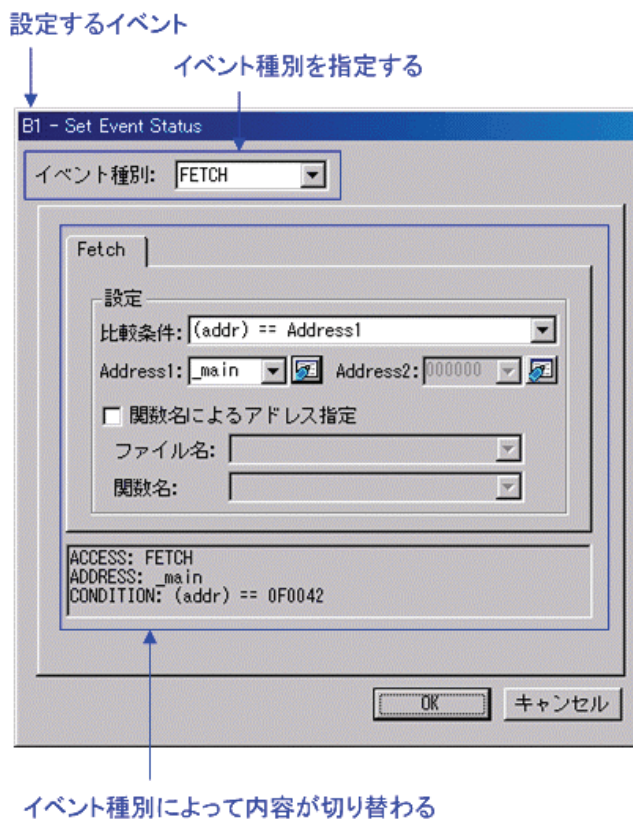 設定するイベント
イベント種別を指定する
B1 - Set Event Status
イベント種別: FETCH
Fetch
設定
比較条件: (addr) == Address1
Address1: _main Address2: 000000
関数名によるアドレス指定
ファイル名:
関数名:
ACCESS: FETCH
ADDRESS: _main
CONDITION: (addr) == 0F0042
OK キャンセル
イベント種別によって内容が切り替わる